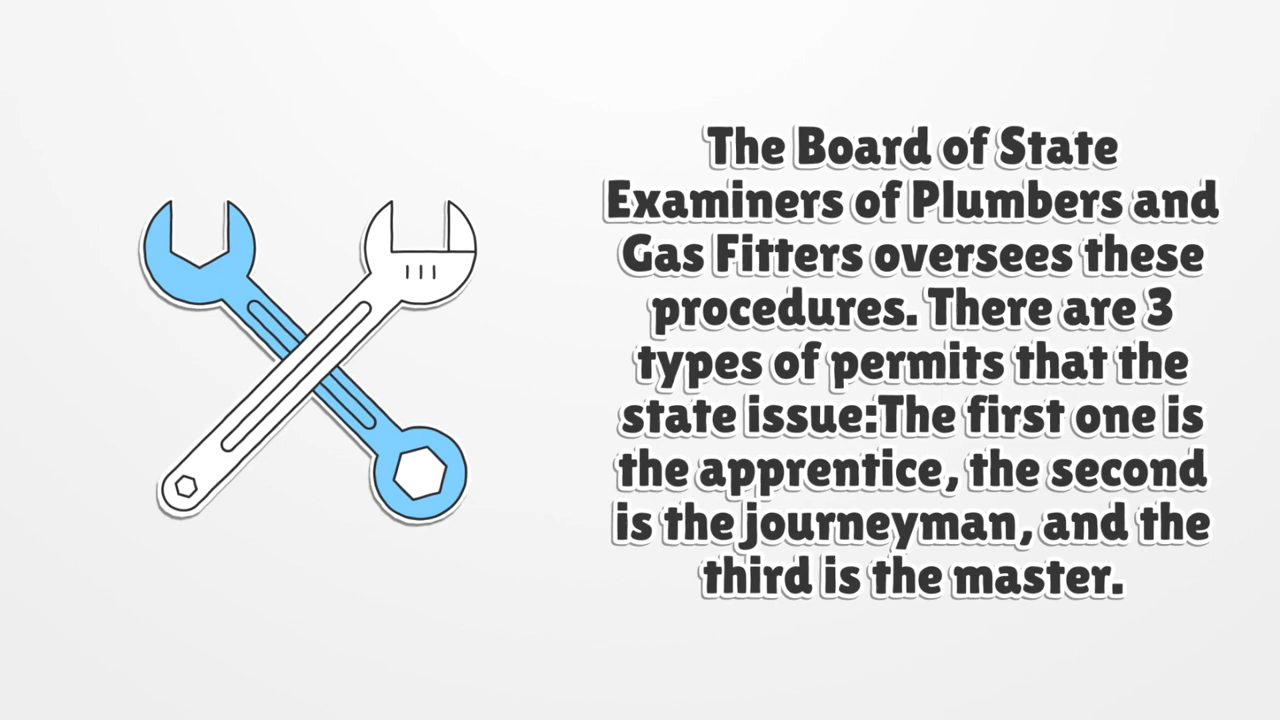 The Board of State
Examiners of Plumbers and
Gas Fitters oversees these
procedures. There are 3
types of permits that the
state issue:The first one is
the apprentice, the second
is the journeyman, and the
third is the master.